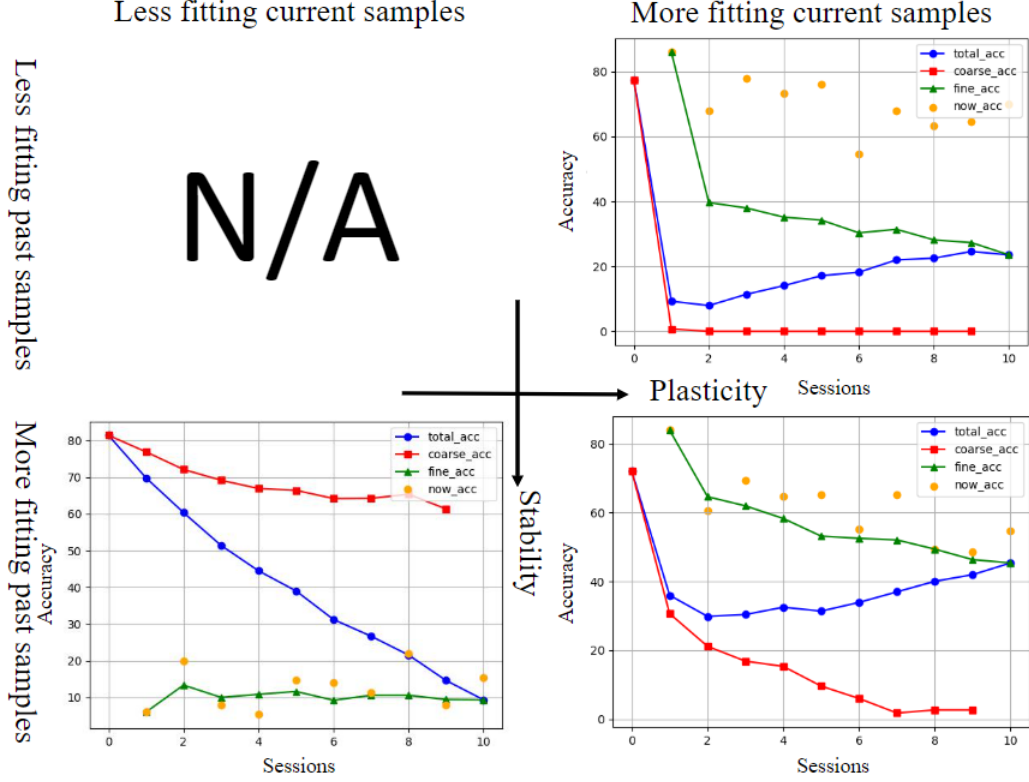 Less fitting current samples
More fitting current samples
Less fitting past samples
More fitting past samples
N/A
80
60
40
20
0
0
2
4
6
8
10
total_acc
coarse_acc
fine_acc
now_acc
Accuracy
Sessions
Plasticity
Stability
80
70
60
50
40
30
20
10
0
2
4
6
8
10
total_acc
coarse_acc
fine_acc
now_acc
Accuracy
Sessions
80
60
40
20
0
0
2
4
6
8
10
total_acc
coarse_acc
fine_acc
now_acc
Accuracy
Sessions